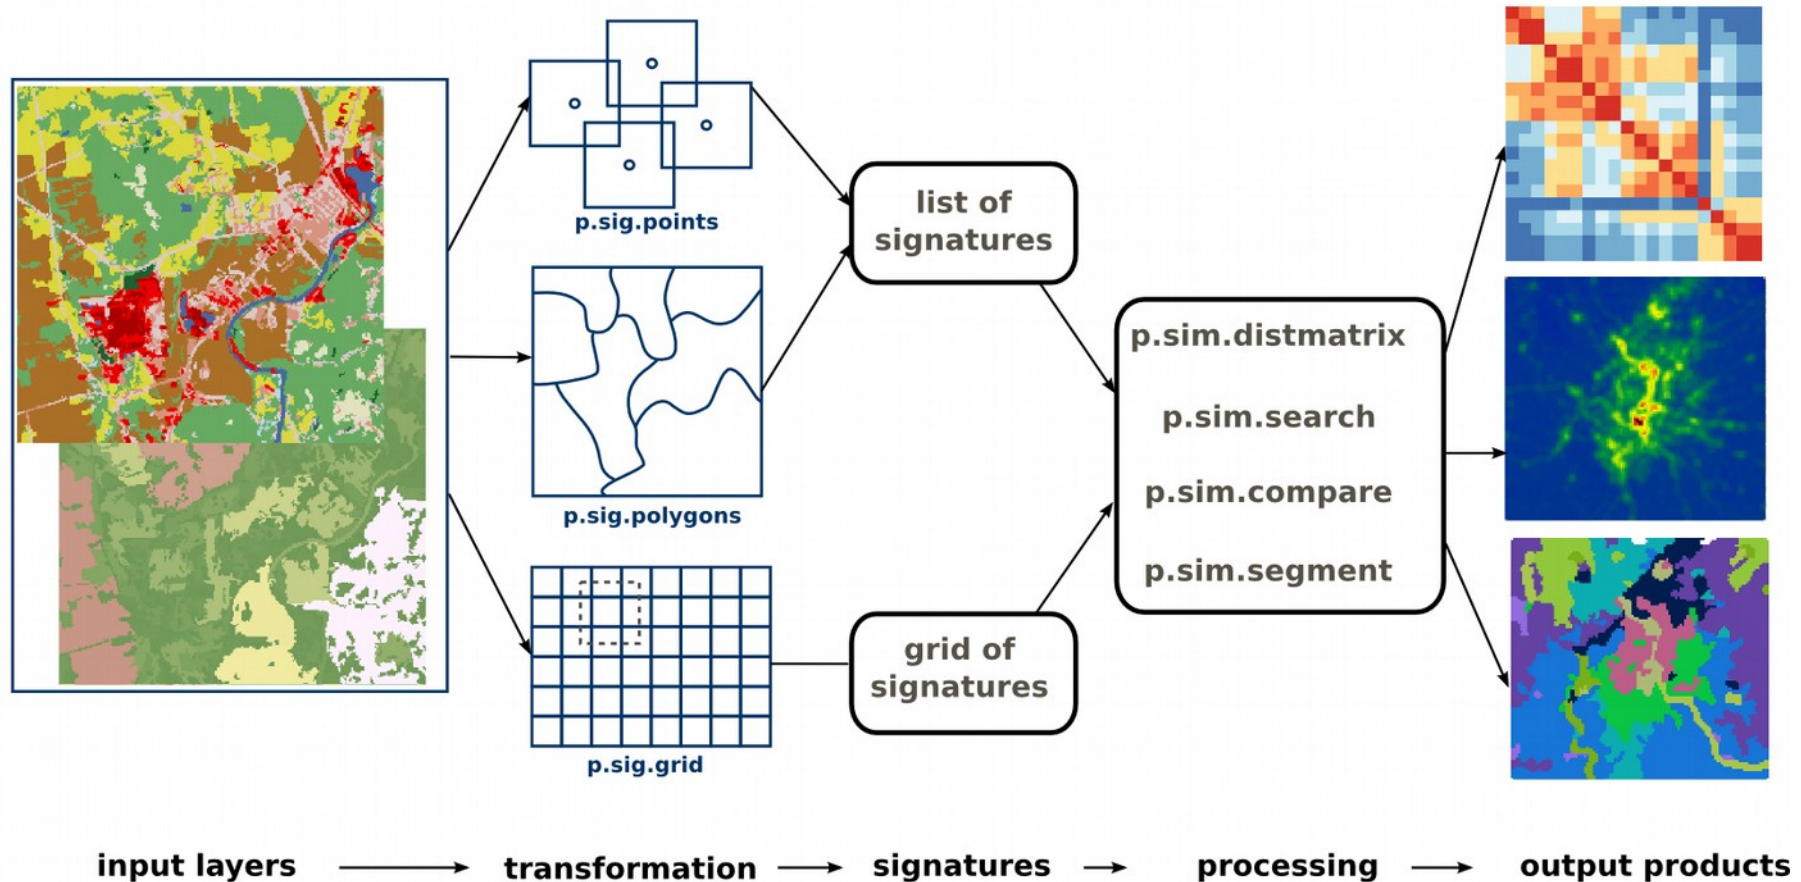 p.sig.points
p.sig.polygons
p.sig.grid
list of
signatures
grid of
signatures
p.sim.distmatrix
p.sim.search
p.sim.compare
p.sim.segment
input layers
transformation
signatures
processing
output products